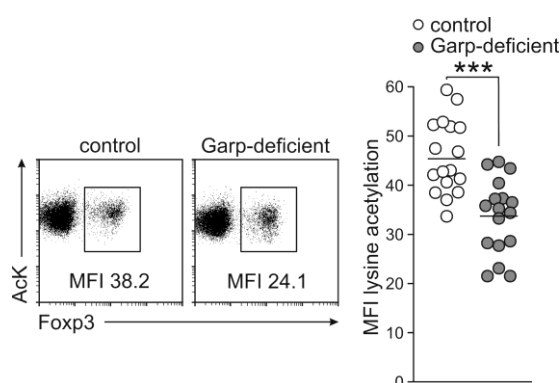 control
Garp-deficient
***
control
Garp-deficient
AcK
MFI 38.2
MFI 24.1
Foxp3
MFI lysine acetylation
60
50
40
30
20
10
0